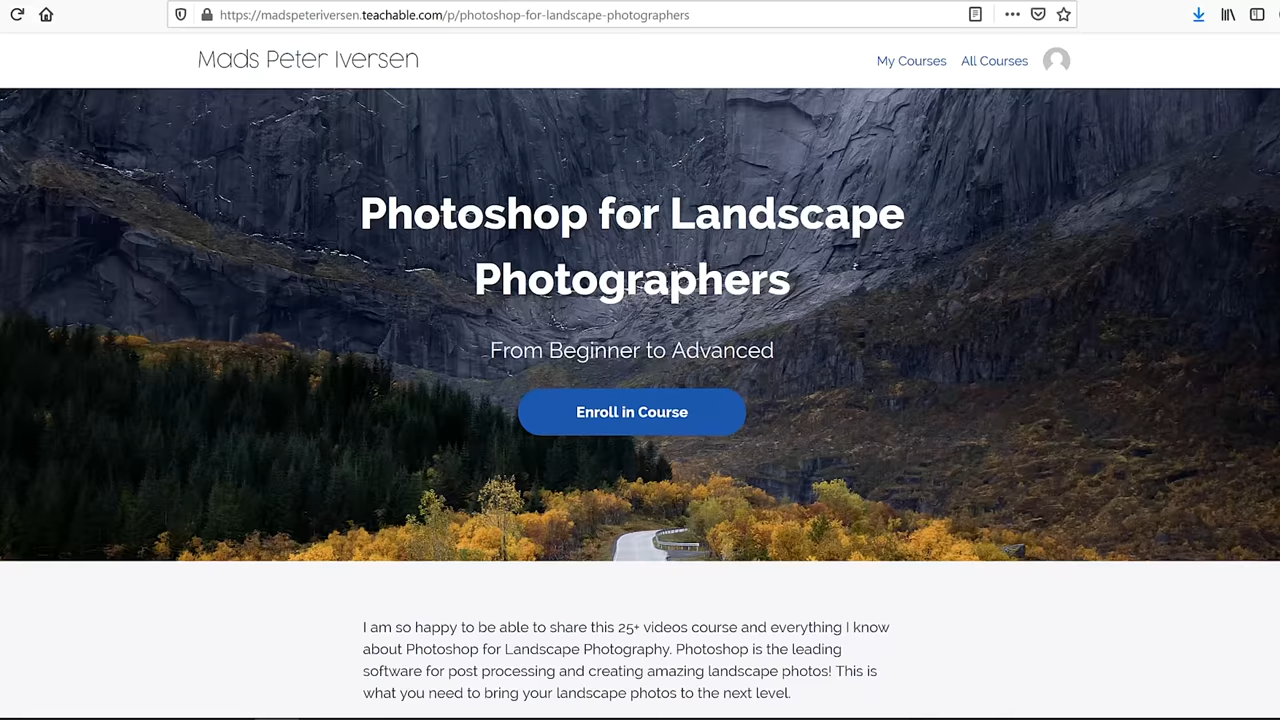 https://madspeteriversen.teachable.com/p/photoshop-for-landscape-photographers
Mads Peter Iversen
My Courses
All Courses
Photoshop for Landscape
Photographers
From Beginner to Advanced
Enroll in Course
I am so happy to be able to share this 25+ videos course and everything I know
about Photoshop for Landscape Photography. Photoshop is the leading
software for post processing and creating amazing landscape photos! This is
what you need to bring your landscape photos to the next level.